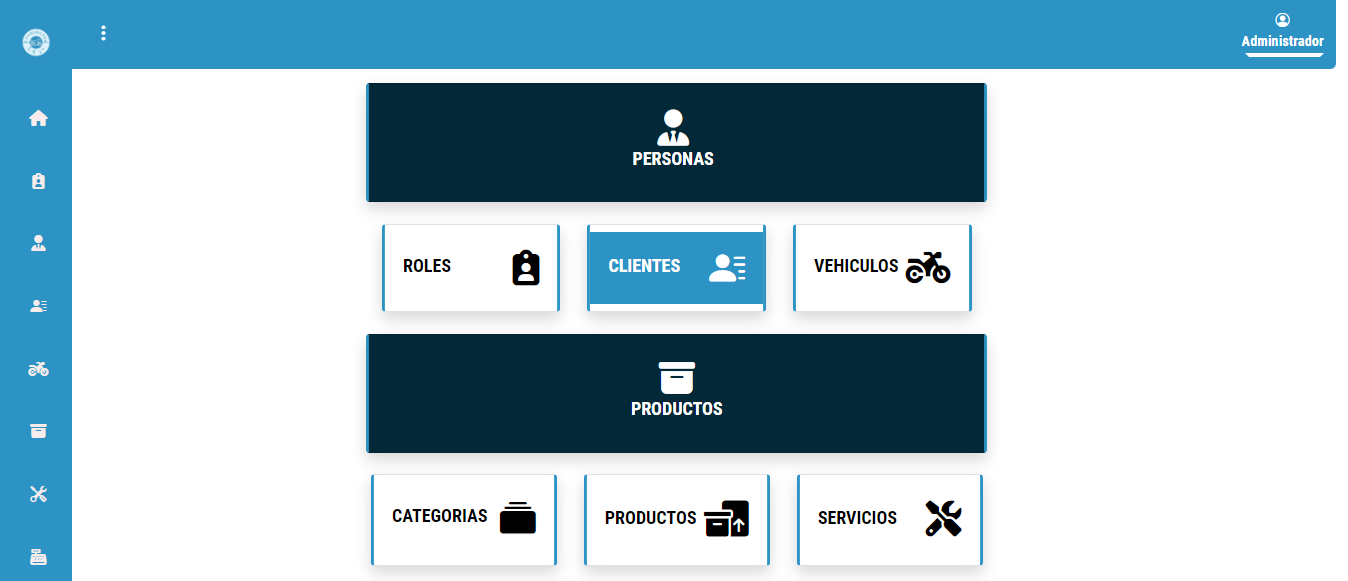 Administrador
PERSONAS
ROLES
CLIENTES
VEHICULOS
PRODUCTOS
CATEGORIAS
PRODUCTOS
SERVICIOS